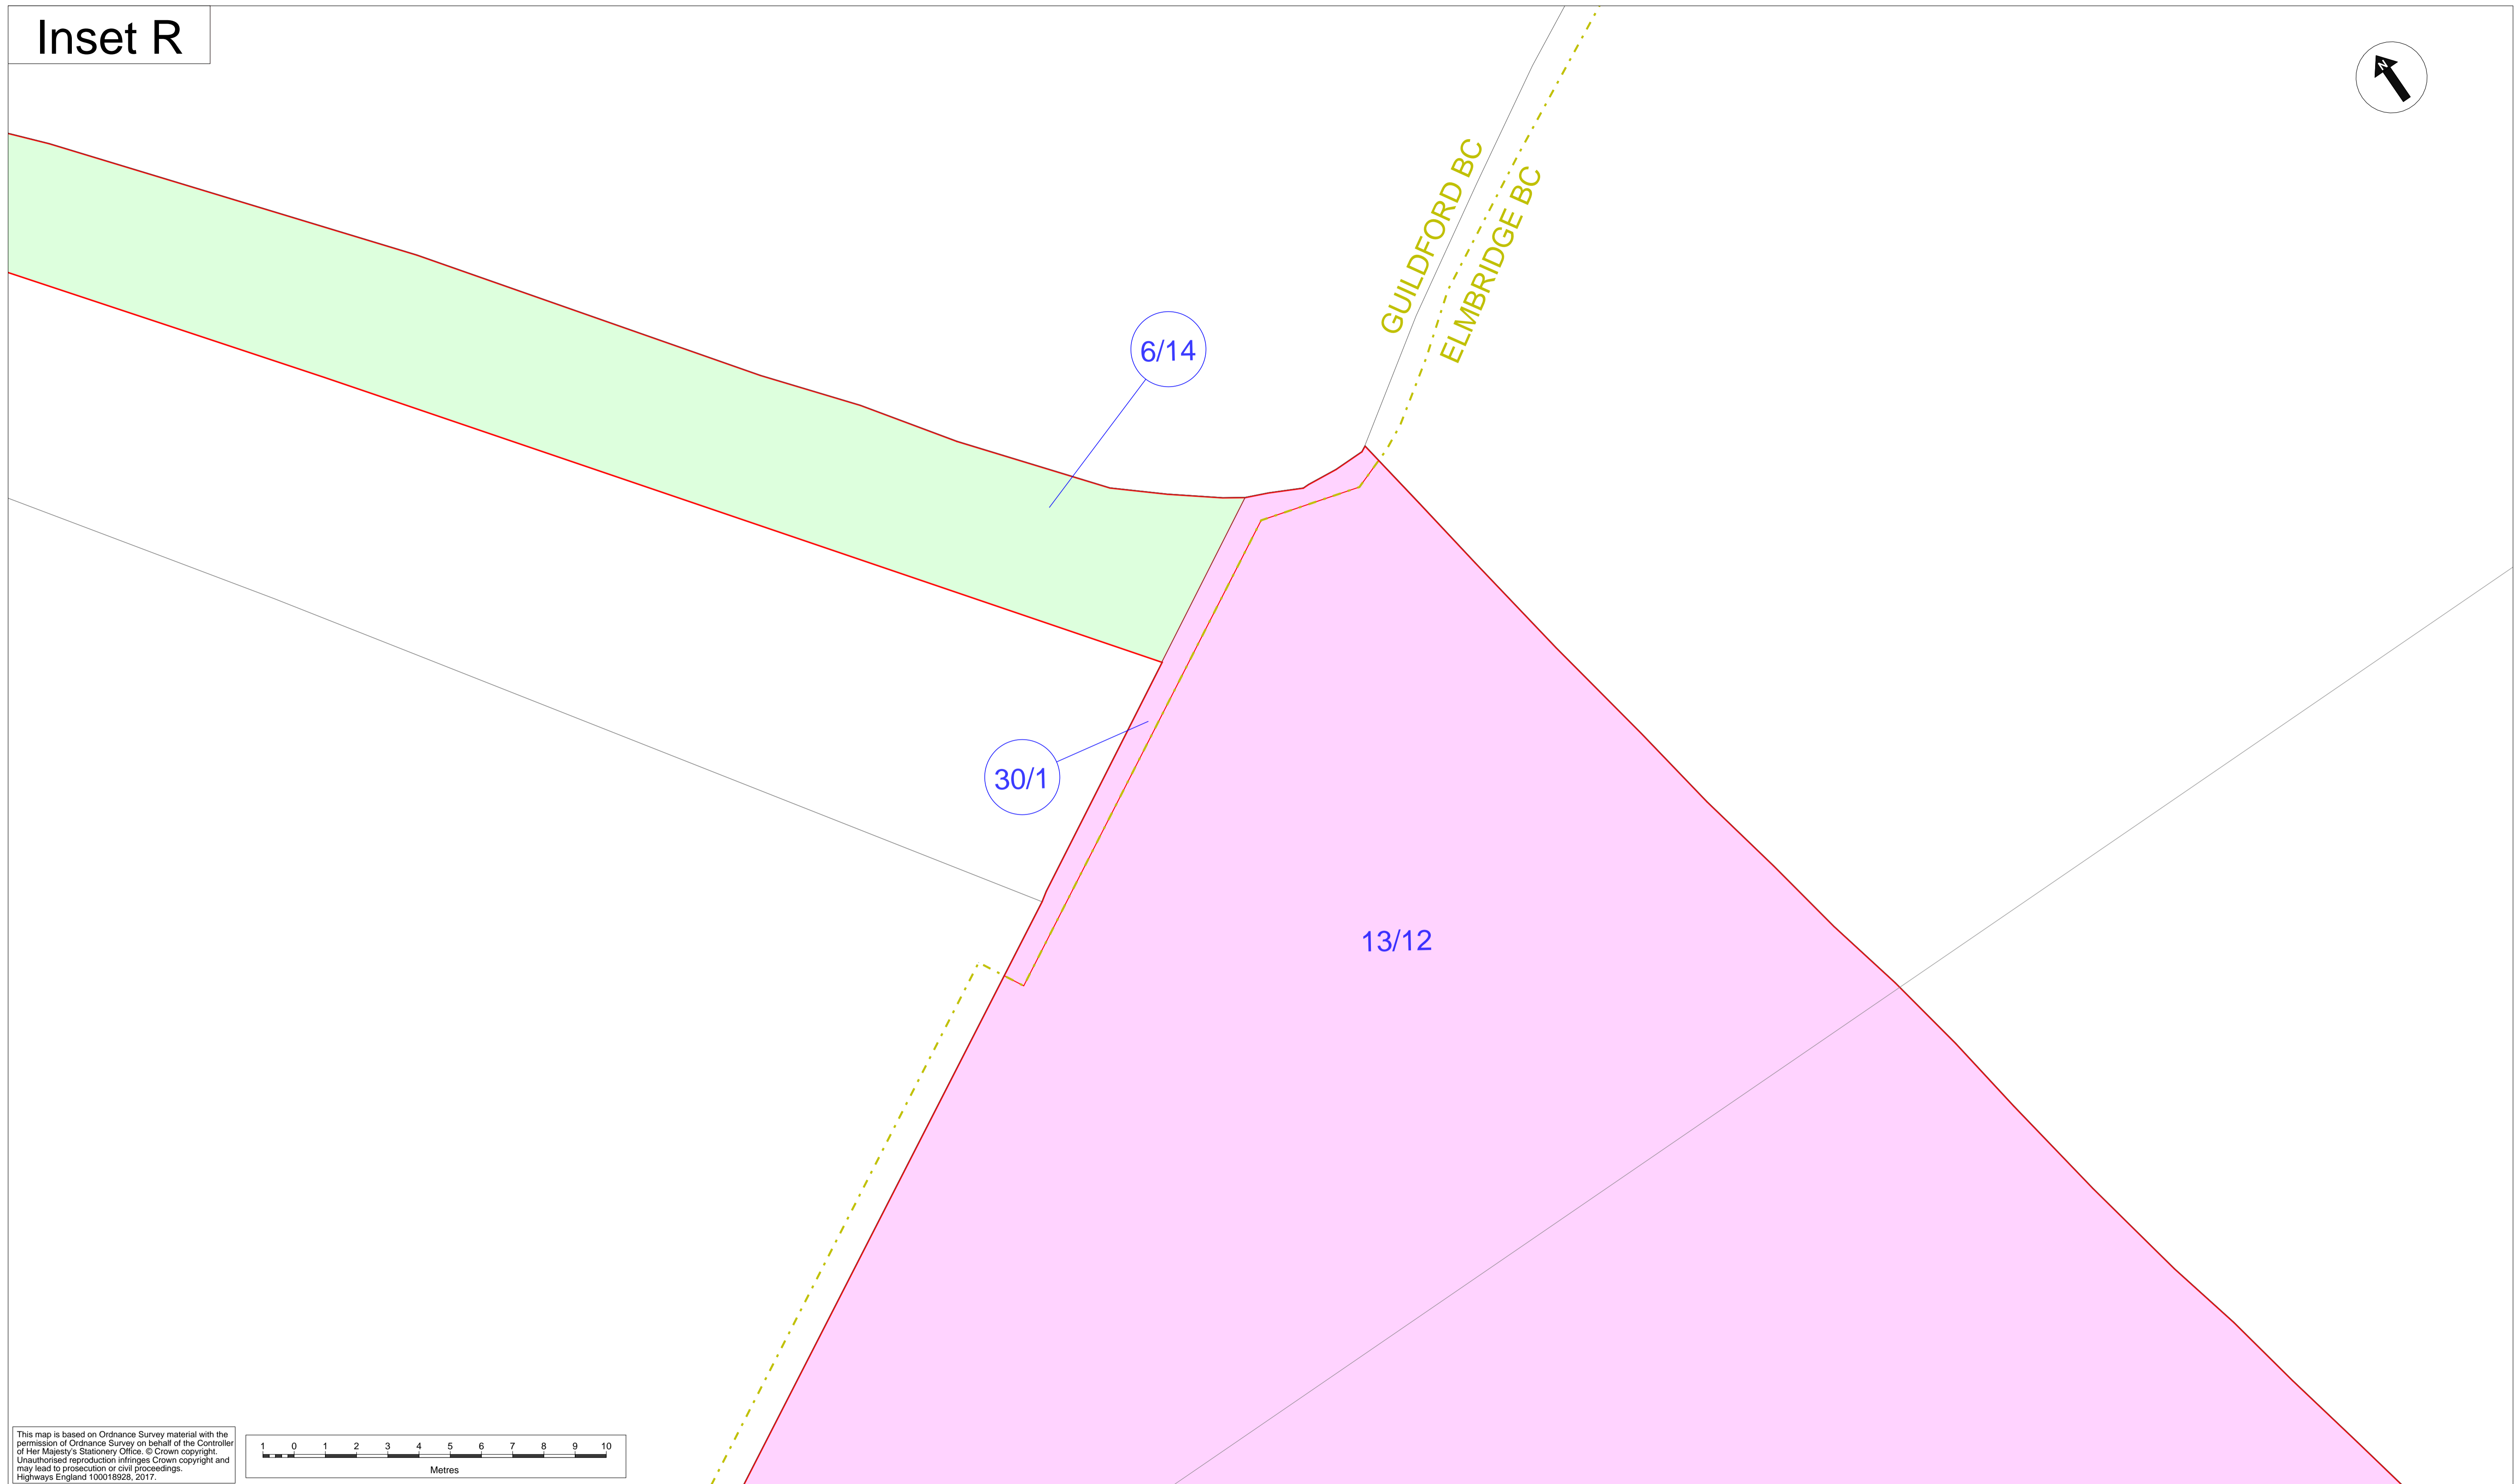 Inset R
N
GUILDFORD BC
ELMBRIDGE BC
6/14
30/1
13/12
This map is based on Ordnance Survey material with the
permission of Ordnance Survey on behalf of the Controller
of Her Majesty's Stationery Office. © Crown copyright.
Unauthorised reproduction infringes Crown copyright and
may lead to prosecution or civil proceedings.
Highways England 100018928, 2017.
1 0 1 2 3 4 5 6 7 8 9 10
Metres